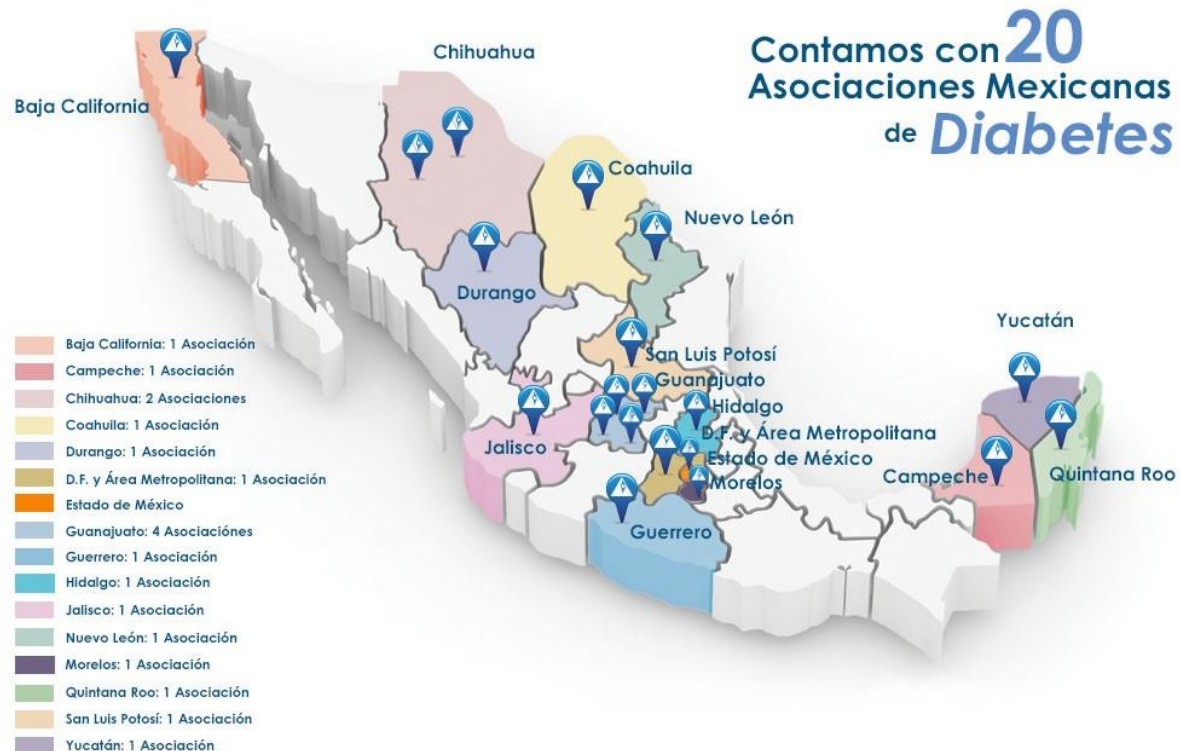 Contamos con 20
Asociaciones Mexicanas
de Diabetes
Chihuahua
Baja California
Coahuila
Nuevo León
Durango
Yucatán
San Luis Potosí
Guanajuato
Hidalgo
D.F. y Área Metropolitana
Jalisco
Estado de México
Morelos
Campeche
Quintana Roo
Guerrero
Baja California: 1 Asociación
Campeche: 1 Asociación
Chihuahua: 2 Asociaciones
Coahuila: 1 Asociación
Durango: 1 Asociación
D.F. y Área Metropolitana: 1 Asociación
Estado de México
Guanajuato: 4 Asociaciónes
Guerrero: 1 Asociación
Hidalgo: 1 Asociación
Jalisco: 1 Asociación
Nuevo León: 1 Asociación
Morelos: 1 Asociación
Quintana Roo: 1 Asociación
San Luis Potosí: 1 Asociación
Yucatán: 1 Asociación